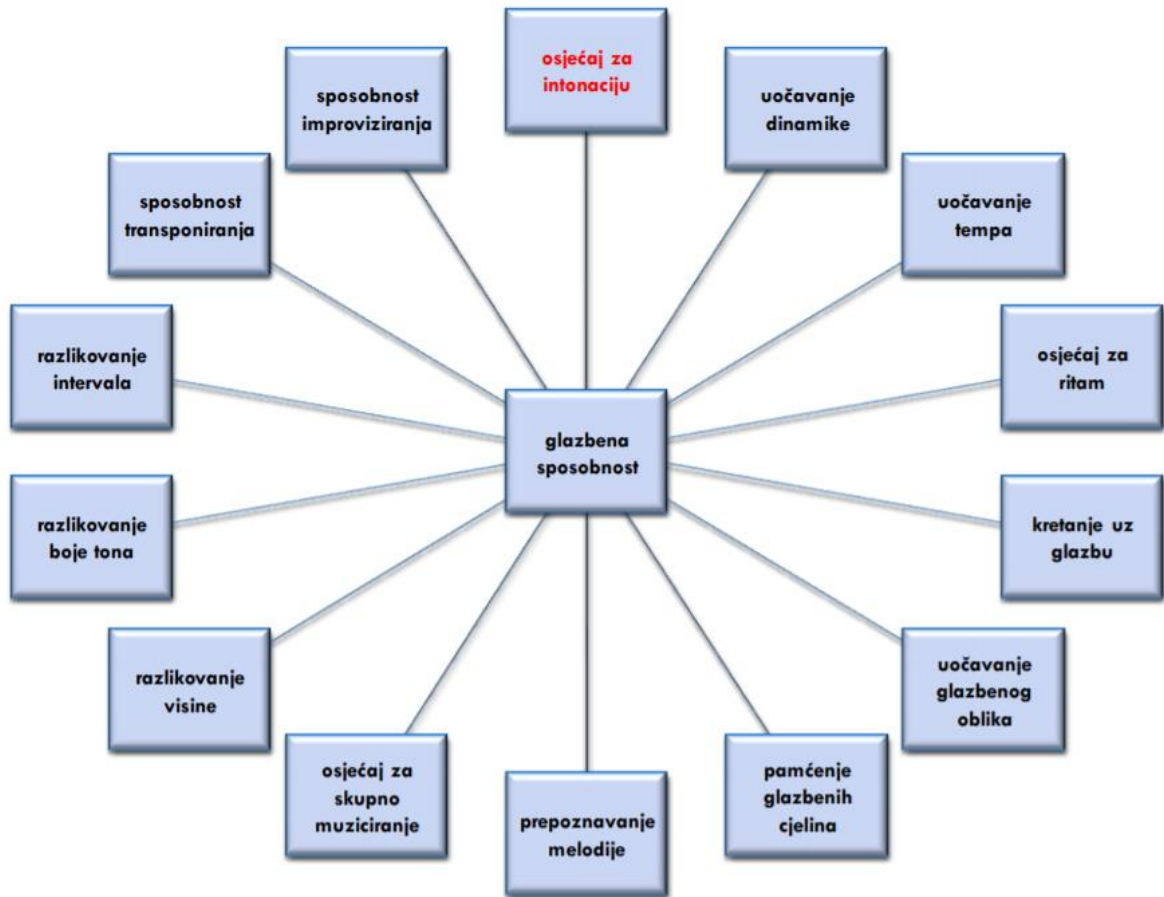 osjećaj za
intonaciju
uočavanje
dinamike
uočavanje
tempa
osjećaj za
ritam
kretanje uz
glazbu
uočavanje
glazbenog
oblika
pamćenje
glazbenih
cjelina
prepoznavanje
melodije
osjećaj za
skupno
muziciranje
razlikovanje
visine
razlikovanje
boje tona
razlikovanje
intervala
sposobnost
transponiranja
sposobnost
improviziranja
glazbena
sposobnost